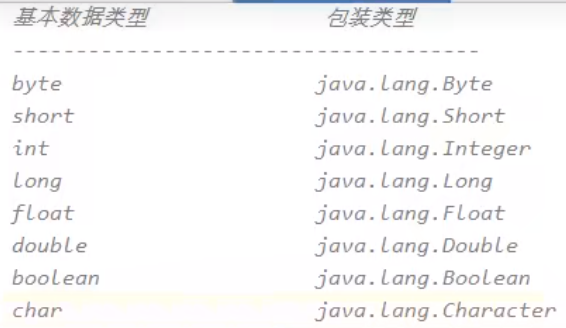 基本数据类型 包装类型
-------------------------------------
byte java.lang.Byte
short java.lang.Short
int java.lang.Integer
long java.lang.Long
float java.lang.Float
double java.lang.Double
boolean java.lang.Boolean
char java.lang.Character